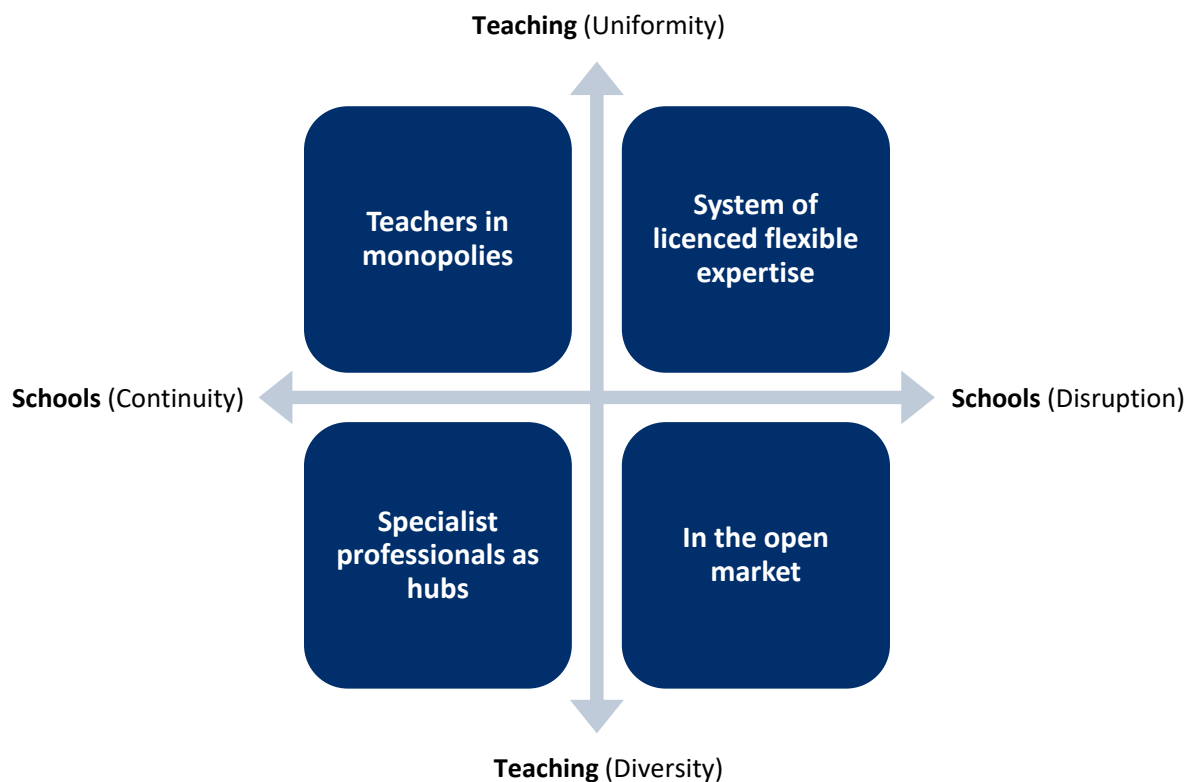 Teaching (Uniformity)
Teachers in
monopolies
System of
licenced flexible
expertise
Schools (Continuity)
Schools (Disruption)
Specialist
professionals as
hubs
In the open
market
Teaching (Diversity)